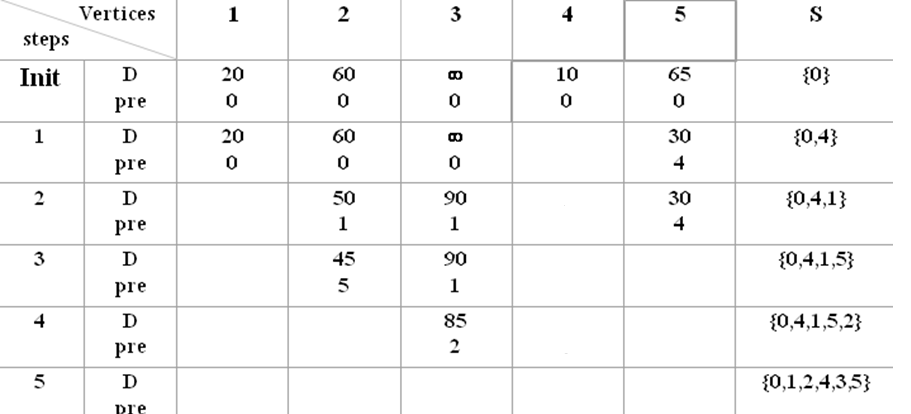 Vertices 1 2 3 4 5 S
steps
Init D 20 60 ∞ 10 65 {0}
pre 0 0 0 0 0
1 D 20 60 ∞ 30 {0,4}
pre 0 0 0 4
2 D 50 90 30 {0,4,1}
pre 1 1 4
3 D 45 90 {0,4,1,5}
pre 5 1
4 D 85 {0,4,1,5,2}
pre 2
5 D {0,1,2,4,3,5}
pre